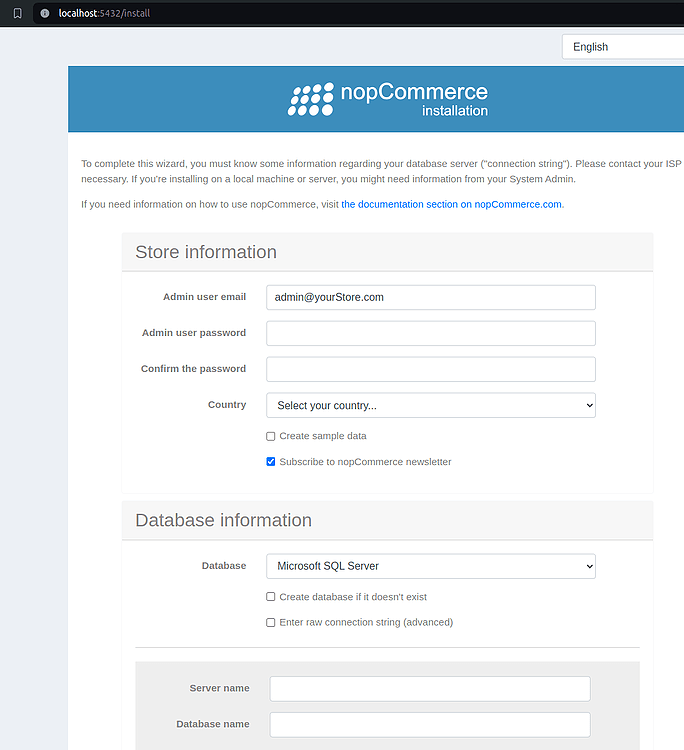 localhost:5432/install
English
nopCommerce
installation
To complete this wizard, you must know some information regarding your database server ("connection string"). Please contact your ISP
necessary. If you're installing on a local machine or server, you might need information from your System Admin.
If you need information on how to use nopCommerce, visit the documentation section on nopCommerce.com.
Store information
Admin user email admin@yourStore.com
Admin user password
Confirm the password
Country Select your country...
Create sample data
Subscribe to nopCommerce newsletter
Database information
Database Microsoft SQL Server
Create database if it doesn't exist
Enter raw connection string (advanced)
Server name
Database name